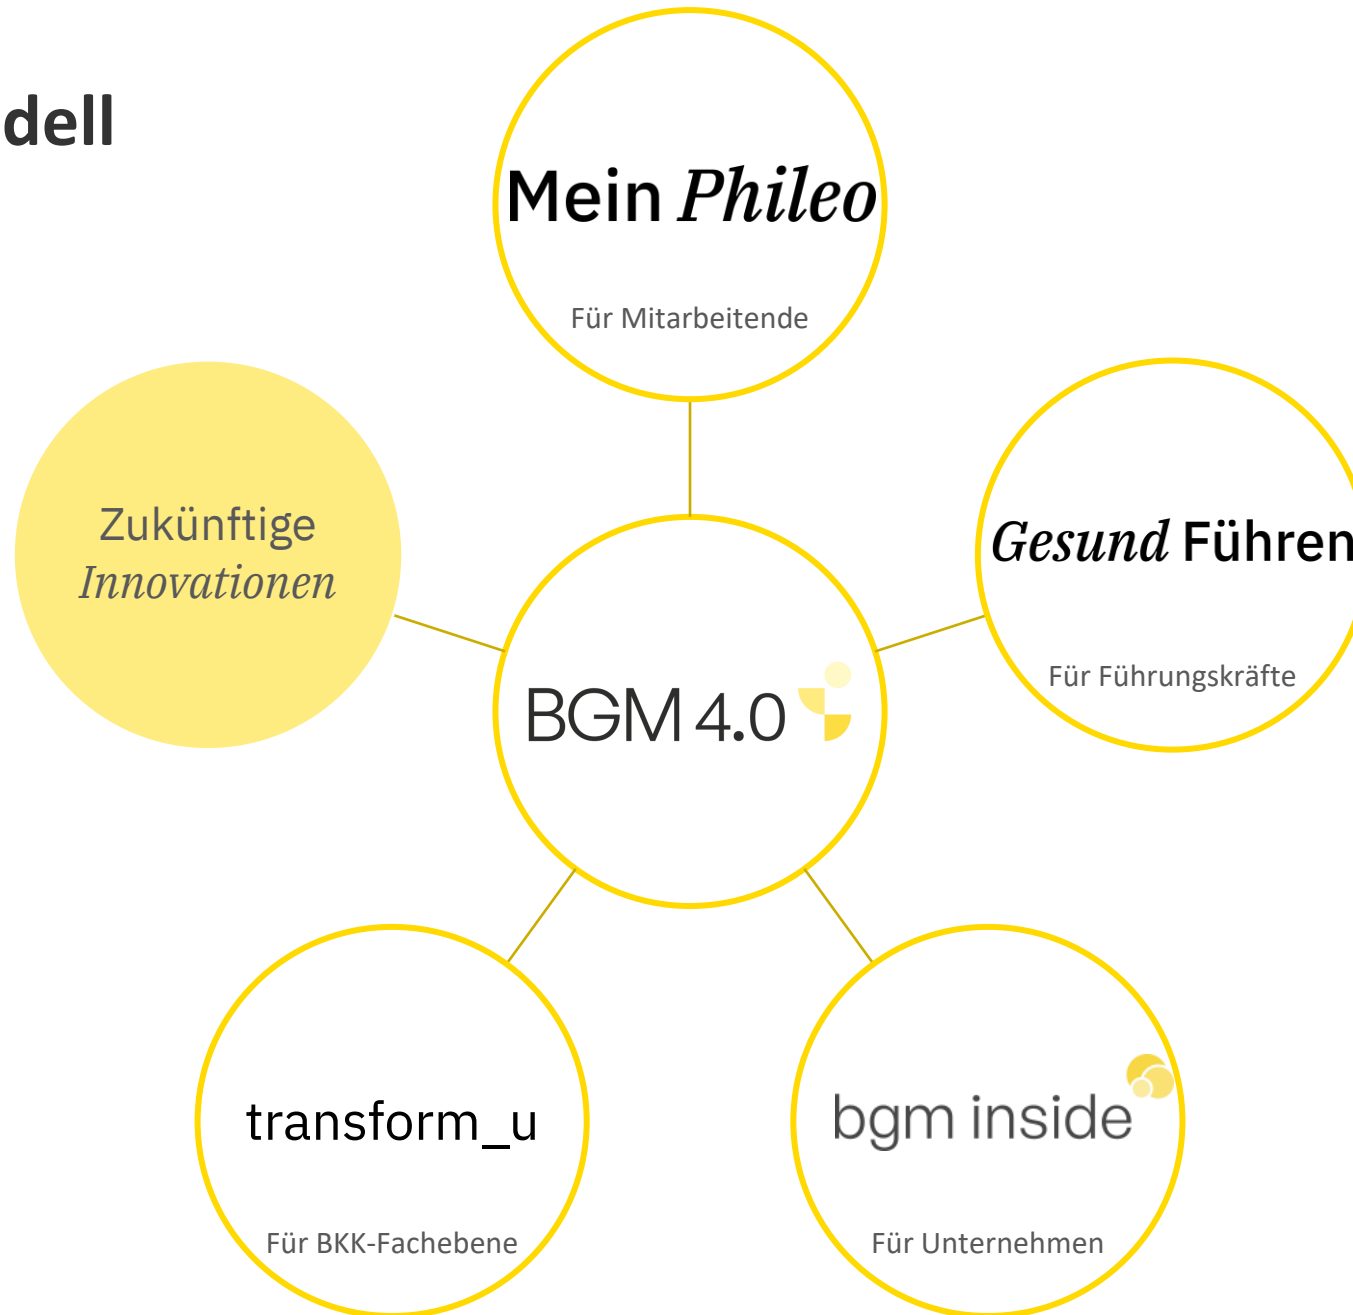 dell
Mein Phileo
Für Mitarbeitende
Zukünftige
Innovationen
Gesund Führen
Für Führungskräfte
BGM 4.0
transform_u
Für BKK-Fachebene
bgm inside
Für Unternehmen